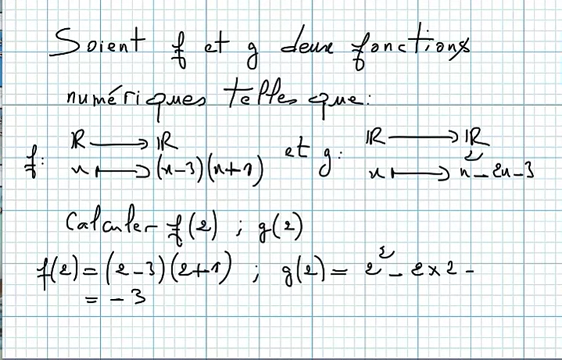 Soient f et g deux fonctions
numériques telles que:
f: ℝ ⟶ ℝ et g: ℝ ⟶ ℝ
x ⟼ (x-3)(x+1) x ⟼ x² - 2x - 3
Calculer f(2) ; g(2)
f(2) = (2-3)(2+1) ; g(2) = 2² - 2×2 -
= -3